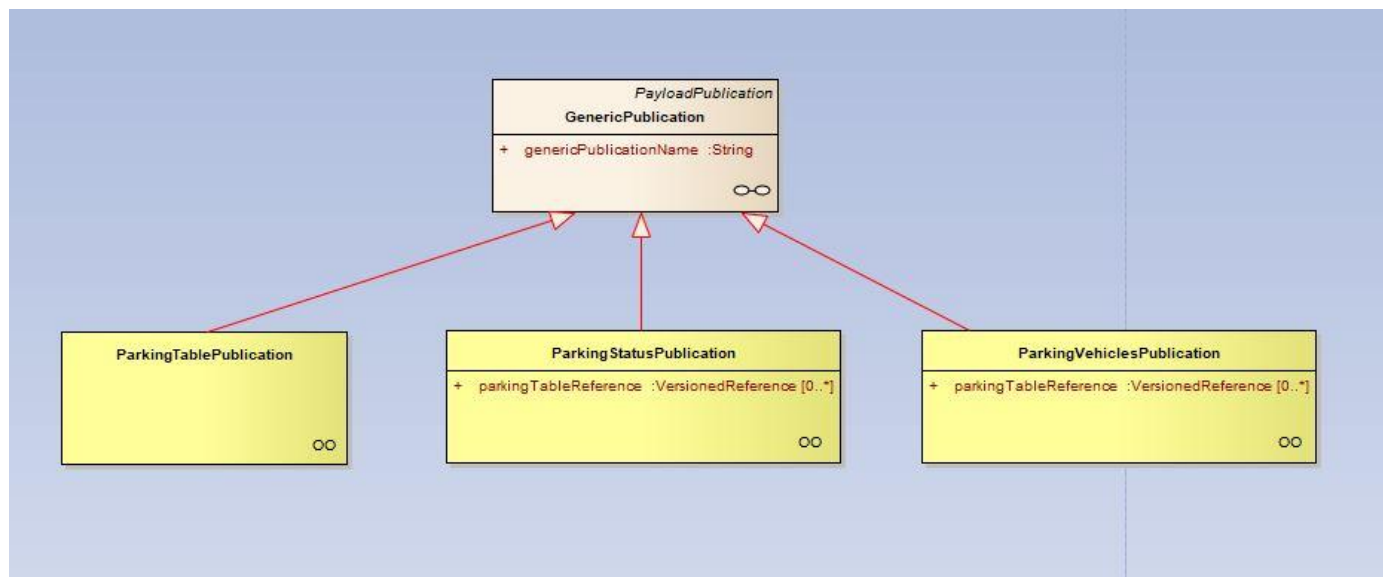 PayloadPublication
GenericPublication
+ genericPublicationName :String
ParkingTablePublication
ParkingStatusPublication
+ parkingTableReference :VersionedReference [0..*]
ParkingVehiclesPublication
+ parkingTableReference :VersionedReference [0..*]